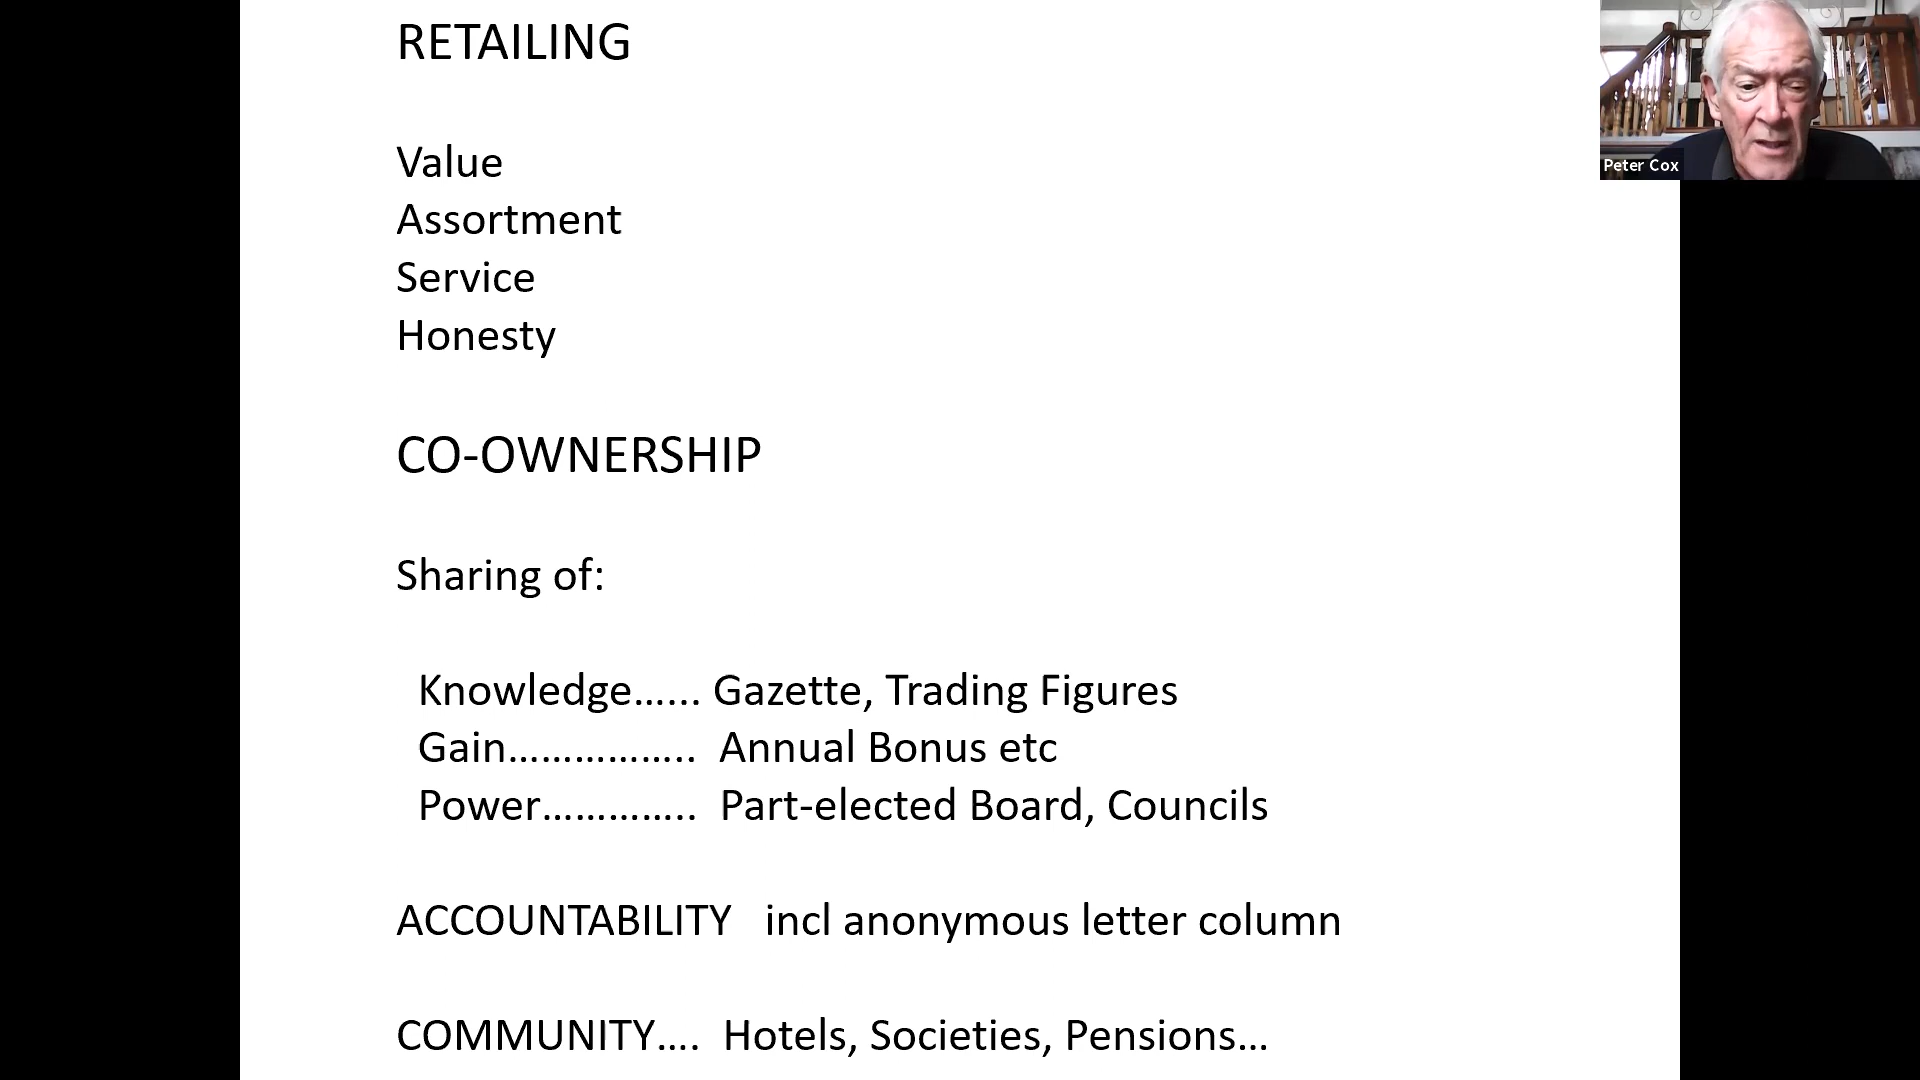 RETAILING
Value
Assortment
Service
Honesty
CO-OWNERSHIP
Sharing of:
Knowledge…... Gazette, Trading Figures
Gain…………….. Annual Bonus etc
Power………….. Part-elected Board, Councils
ACCOUNTABILITY incl anonymous letter column
COMMUNITY…. Hotels, Societies, Pensions…
Peter Cox